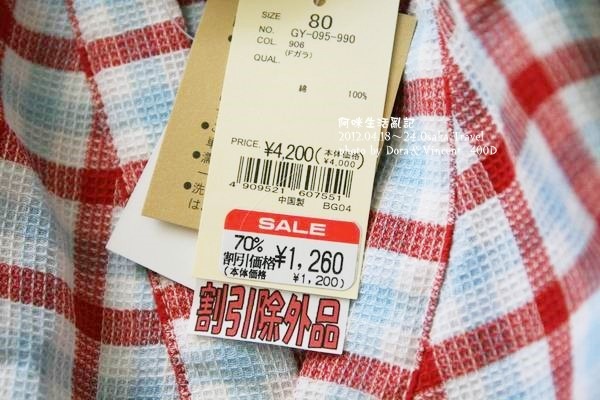 SIZE 80
NO. GY-095-990
COL. 906
(Fガラ)
QUAL.
綿 100%
PRICE. ¥4,200(本体価格
¥4,000)
4 909521 607551
中国製 BG04
SALE
70%
割引価格 ¥1,260
(本体価格 ¥1,200)
割引除外品
阿味生活亂記
2012.04.18～24 Osaka Travel
photo by Dora & Vincent 400D